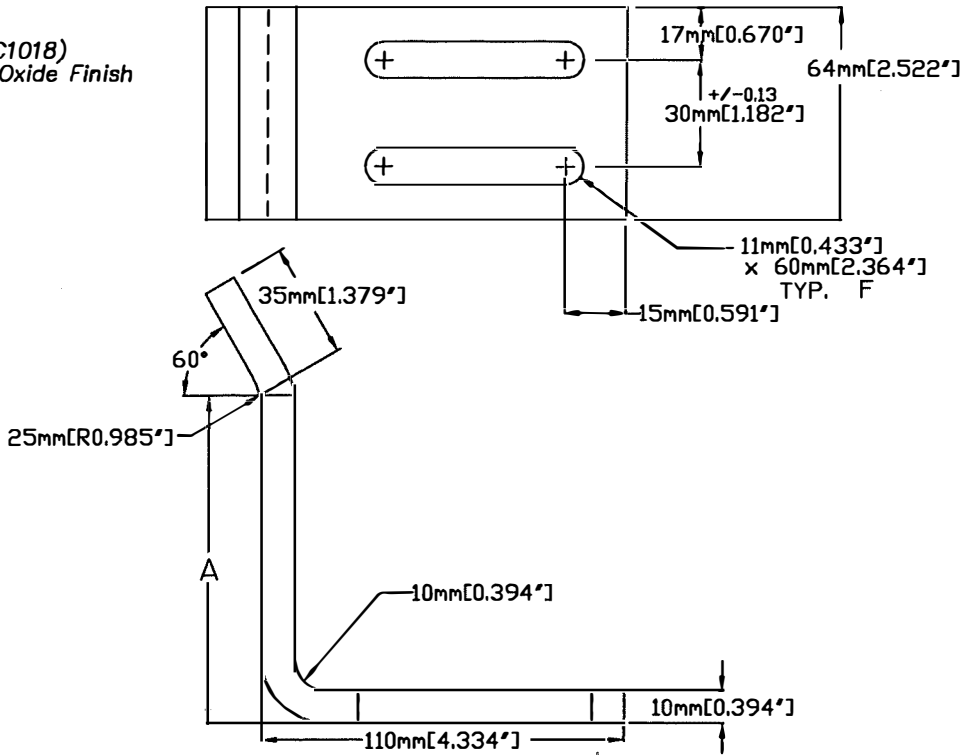 C1018)
Oxide Finish
17mm[0.670"]
64mm[2.522"]
+/-0.13
30mm[1.182"]
11mm[0.433"]
x 60mm[2.364"]
TYP. F
15mm[0.591"]
35mm[1.379"]
60°
25mm[R0.985"]
A
10mm[0.394"]
10mm[0.394"]
110mm[4.334"]